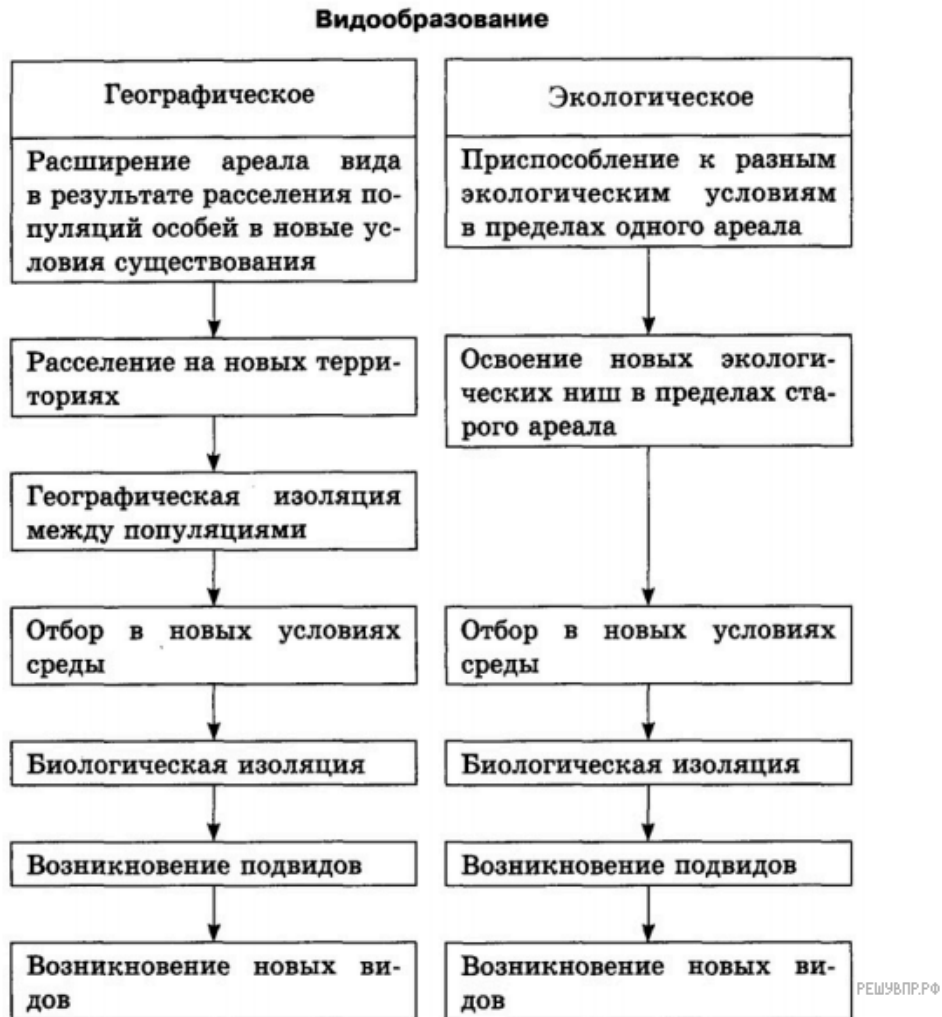 Видообразование
Географическое
Расширение ареала вида
в результате расселения по-
пуляций особей в новые ус-
ловия существования
Расселение на новых терри-
ториях
Географическая изоляция
между популяциями
Отбор в новых условиях
среды
Биологическая изоляция
Возникновение подвидов
Возникновение новых ви-
дов
Экологическое
Приспособление к разным
экологическим условиям
в пределах одного ареала
Освоение новых экологи-
ческих ниш в пределах ста-
рого ареала
Отбор в новых условиях
среды
Биологическая изоляция
Возникновение подвидов
Возникновение новых ви-
дов
РЕШУВПР.РФ